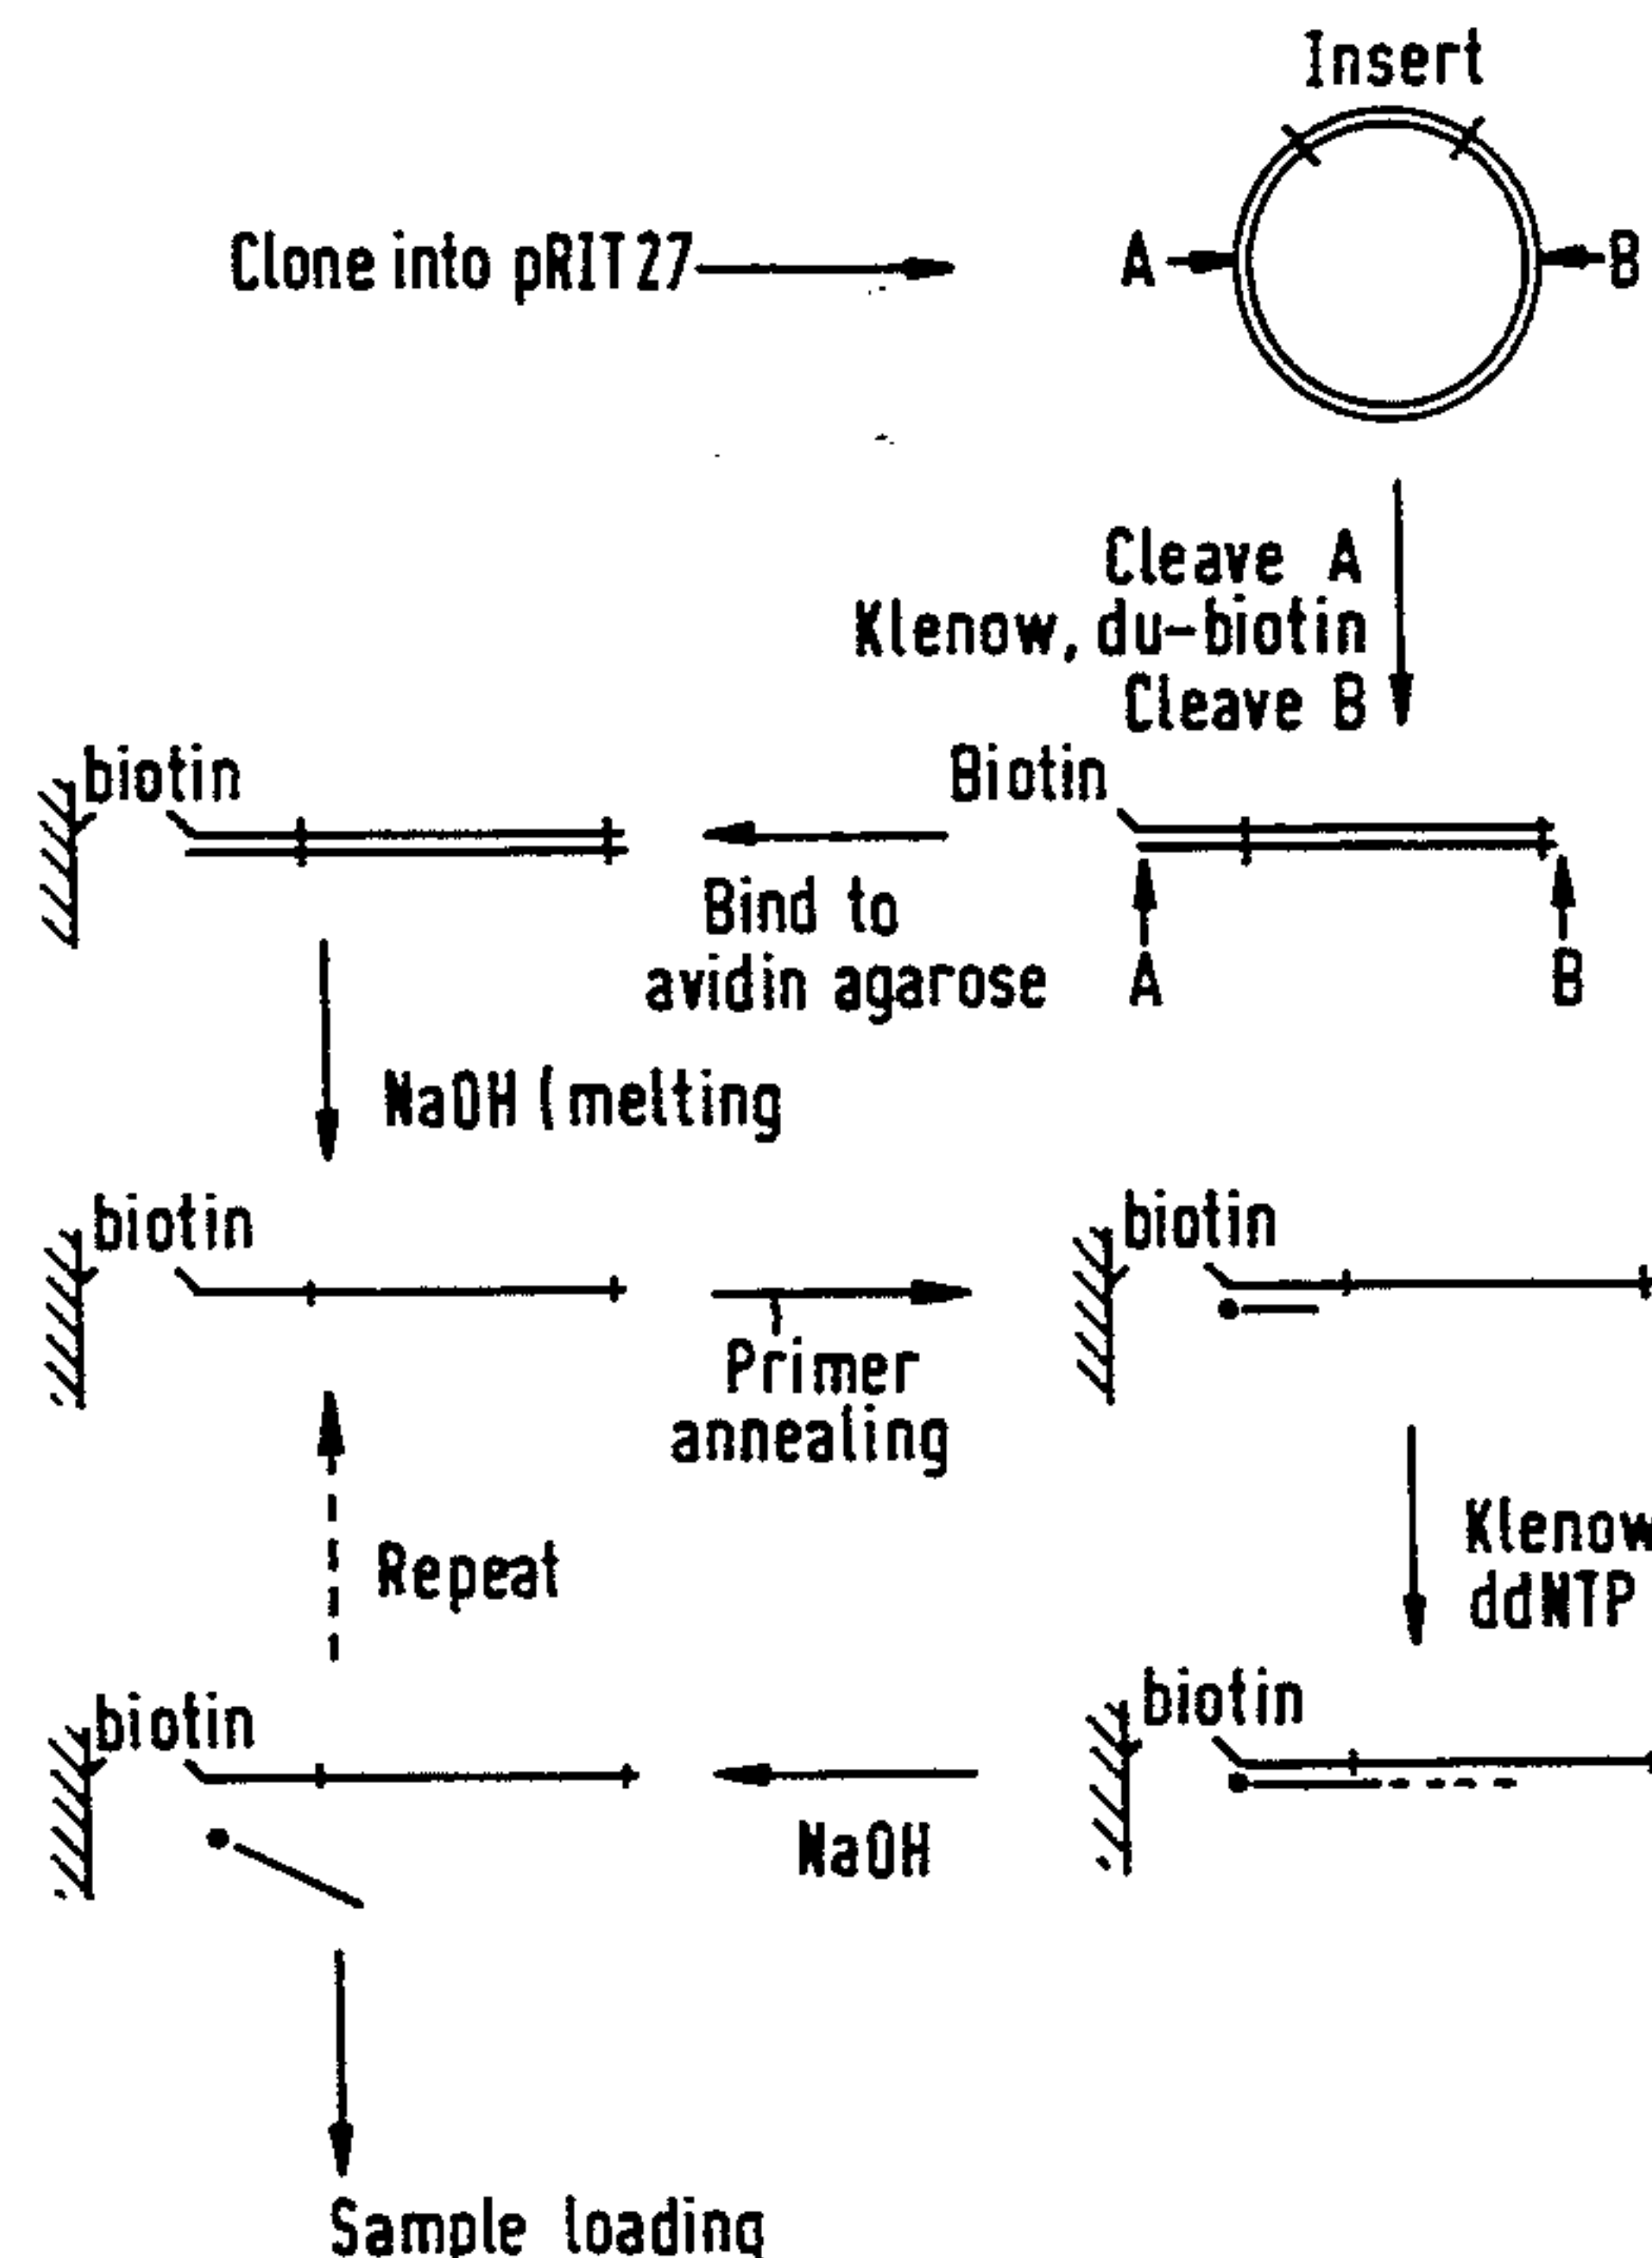 Insert
Clone into pRIT27
A
B
Cleave A
Klenow, du-biotin
Cleave B
biotin
Biotin
Bind to
avidin agarose
A
B
NaOH (melting
biotin
biotin
Primer
annealing
Klenow
ddNTP
Repeat
biotin
biotin
NaOH
Sample loading